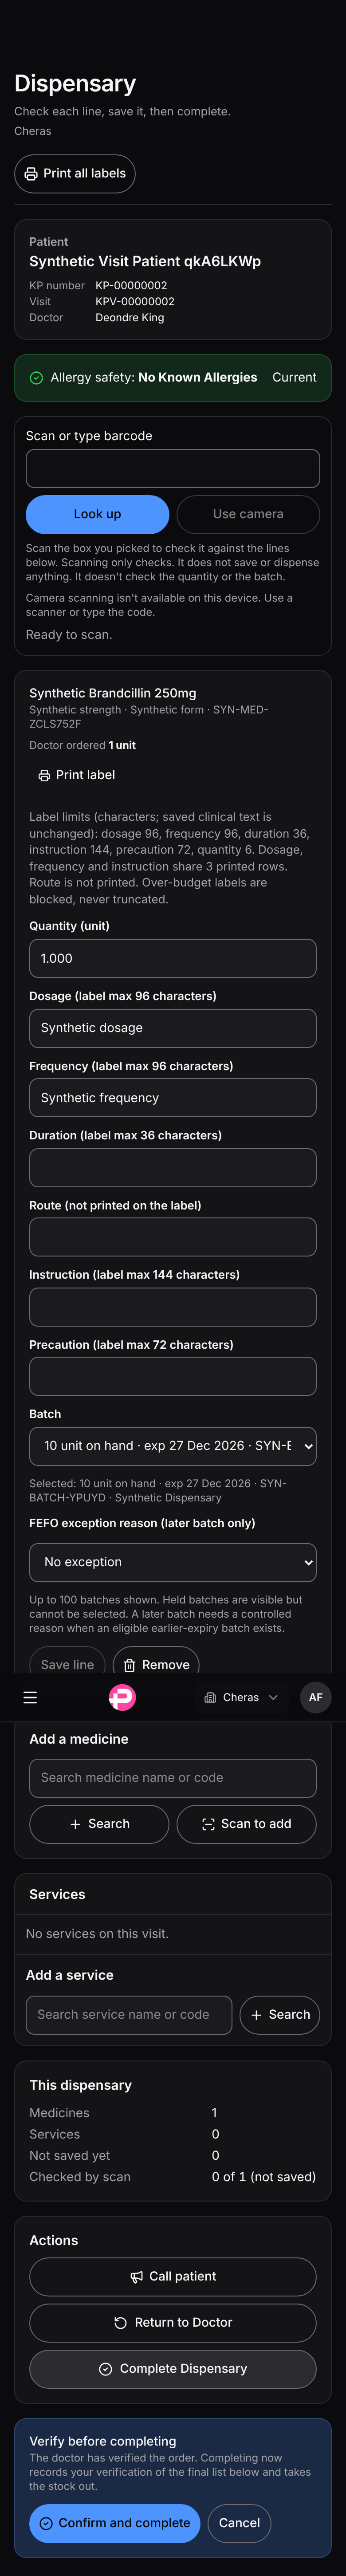 Dispensary
Check each line, save it, then complete.
Cheras
Print all labels
Patient
Synthetic Visit Patient qkA6LKWp
KP number KP-00000002
Visit KPV-00000002
Doctor Deondre King
Allergy safety: No Known Allergies Current
Scan or type barcode
Look up
Use camera
Scan the box you picked to check it against the lines
below. Scanning only checks. It does not save or dispense
anything. It doesn't check the quantity or the batch.
Camera scanning isn't available on this device. Use a
scanner or type the code.
Ready to scan.
Synthetic Brandcillin 250mg
Synthetic strength · Synthetic form · SYN-MED-
ZCLS752F
Doctor ordered 1 unit
Print label
Label limits (characters; saved clinical text is
unchanged): dosage 96, frequency 96, duration 36,
instruction 144, precaution 72, quantity 6. Dosage,
frequency and instruction share 3 printed rows.
Route is not printed. Over-budget labels are
blocked, never truncated.
Quantity (unit)
1.000
Dosage (label max 96 characters)
Synthetic dosage
Frequency (label max 96 characters)
Synthetic frequency
Duration (label max 36 characters)
Route (not printed on the label)
Instruction (label max 144 characters)
Precaution (label max 72 characters)
Batch
10 unit on hand · exp 27 Dec 2026 · SYN-E
Selected: 10 unit on hand · exp 27 Dec 2026 · SYN-
BATCH-YPUYD · Synthetic Dispensary
FEFO exception reason (later batch only)
No exception
Up to 100 batches shown. Held batches are visible but
cannot be selected. A later batch needs a controlled
reason when an eligible earlier-expiry batch exists.
Save line
Remove
Cheras
AF
Add a medicine
Search medicine name or code
Search
Scan to add
Services
No services on this visit.
Add a service
Search service name or code
Search
This dispensary
Medicines 1
Services 0
Not saved yet 0
Checked by scan 0 of 1 (not saved)
Actions
Call patient
Return to Doctor
Complete Dispensary
Verify before completing
The doctor has verified the order. Completing now
records your verification of the final list below and takes
the stock out.
Confirm and complete
Cancel